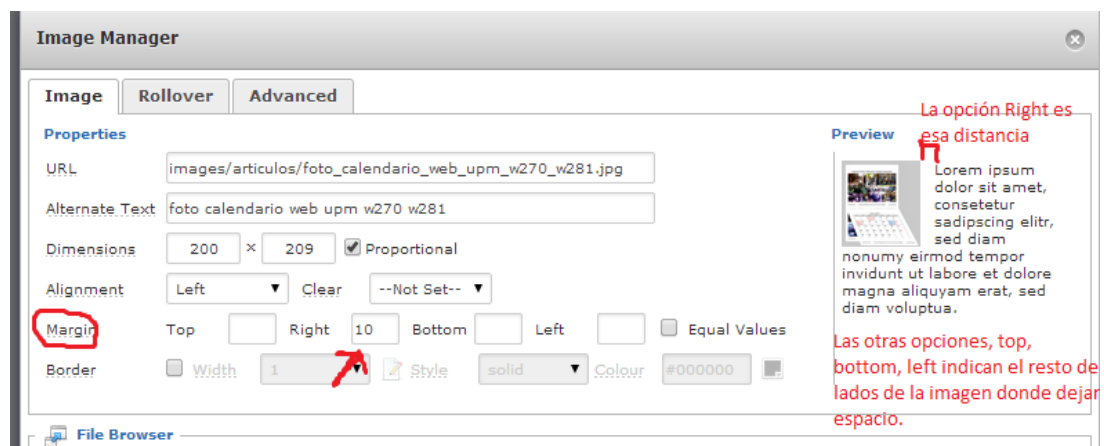 Image Manager
Image Rollover Advanced
Properties
URL images/articulos/foto_calendario_web_upm_w270_w281.jpg
Alternate Text foto calendario web upm w270 w281
Dimensions 200 × 209 Proportional
Alignment Left Clear --Not Set--
Margin Top Right 10 Bottom Left Equal Values
Border Width 1 Style solid Colour #000000
La opción Right es
esa distancia
Preview
Lorem ipsum
dolor sit amet,
consetetur
sadipscing elitr,
sed diam
nonumy eirmod tempor
invidunt ut labore et dolore
magna aliquyam erat, sed
diam voluptua.
Las otras opciones, top,
bottom, left indican el resto de
lados de la imagen donde dejar
espacio.
File Browser